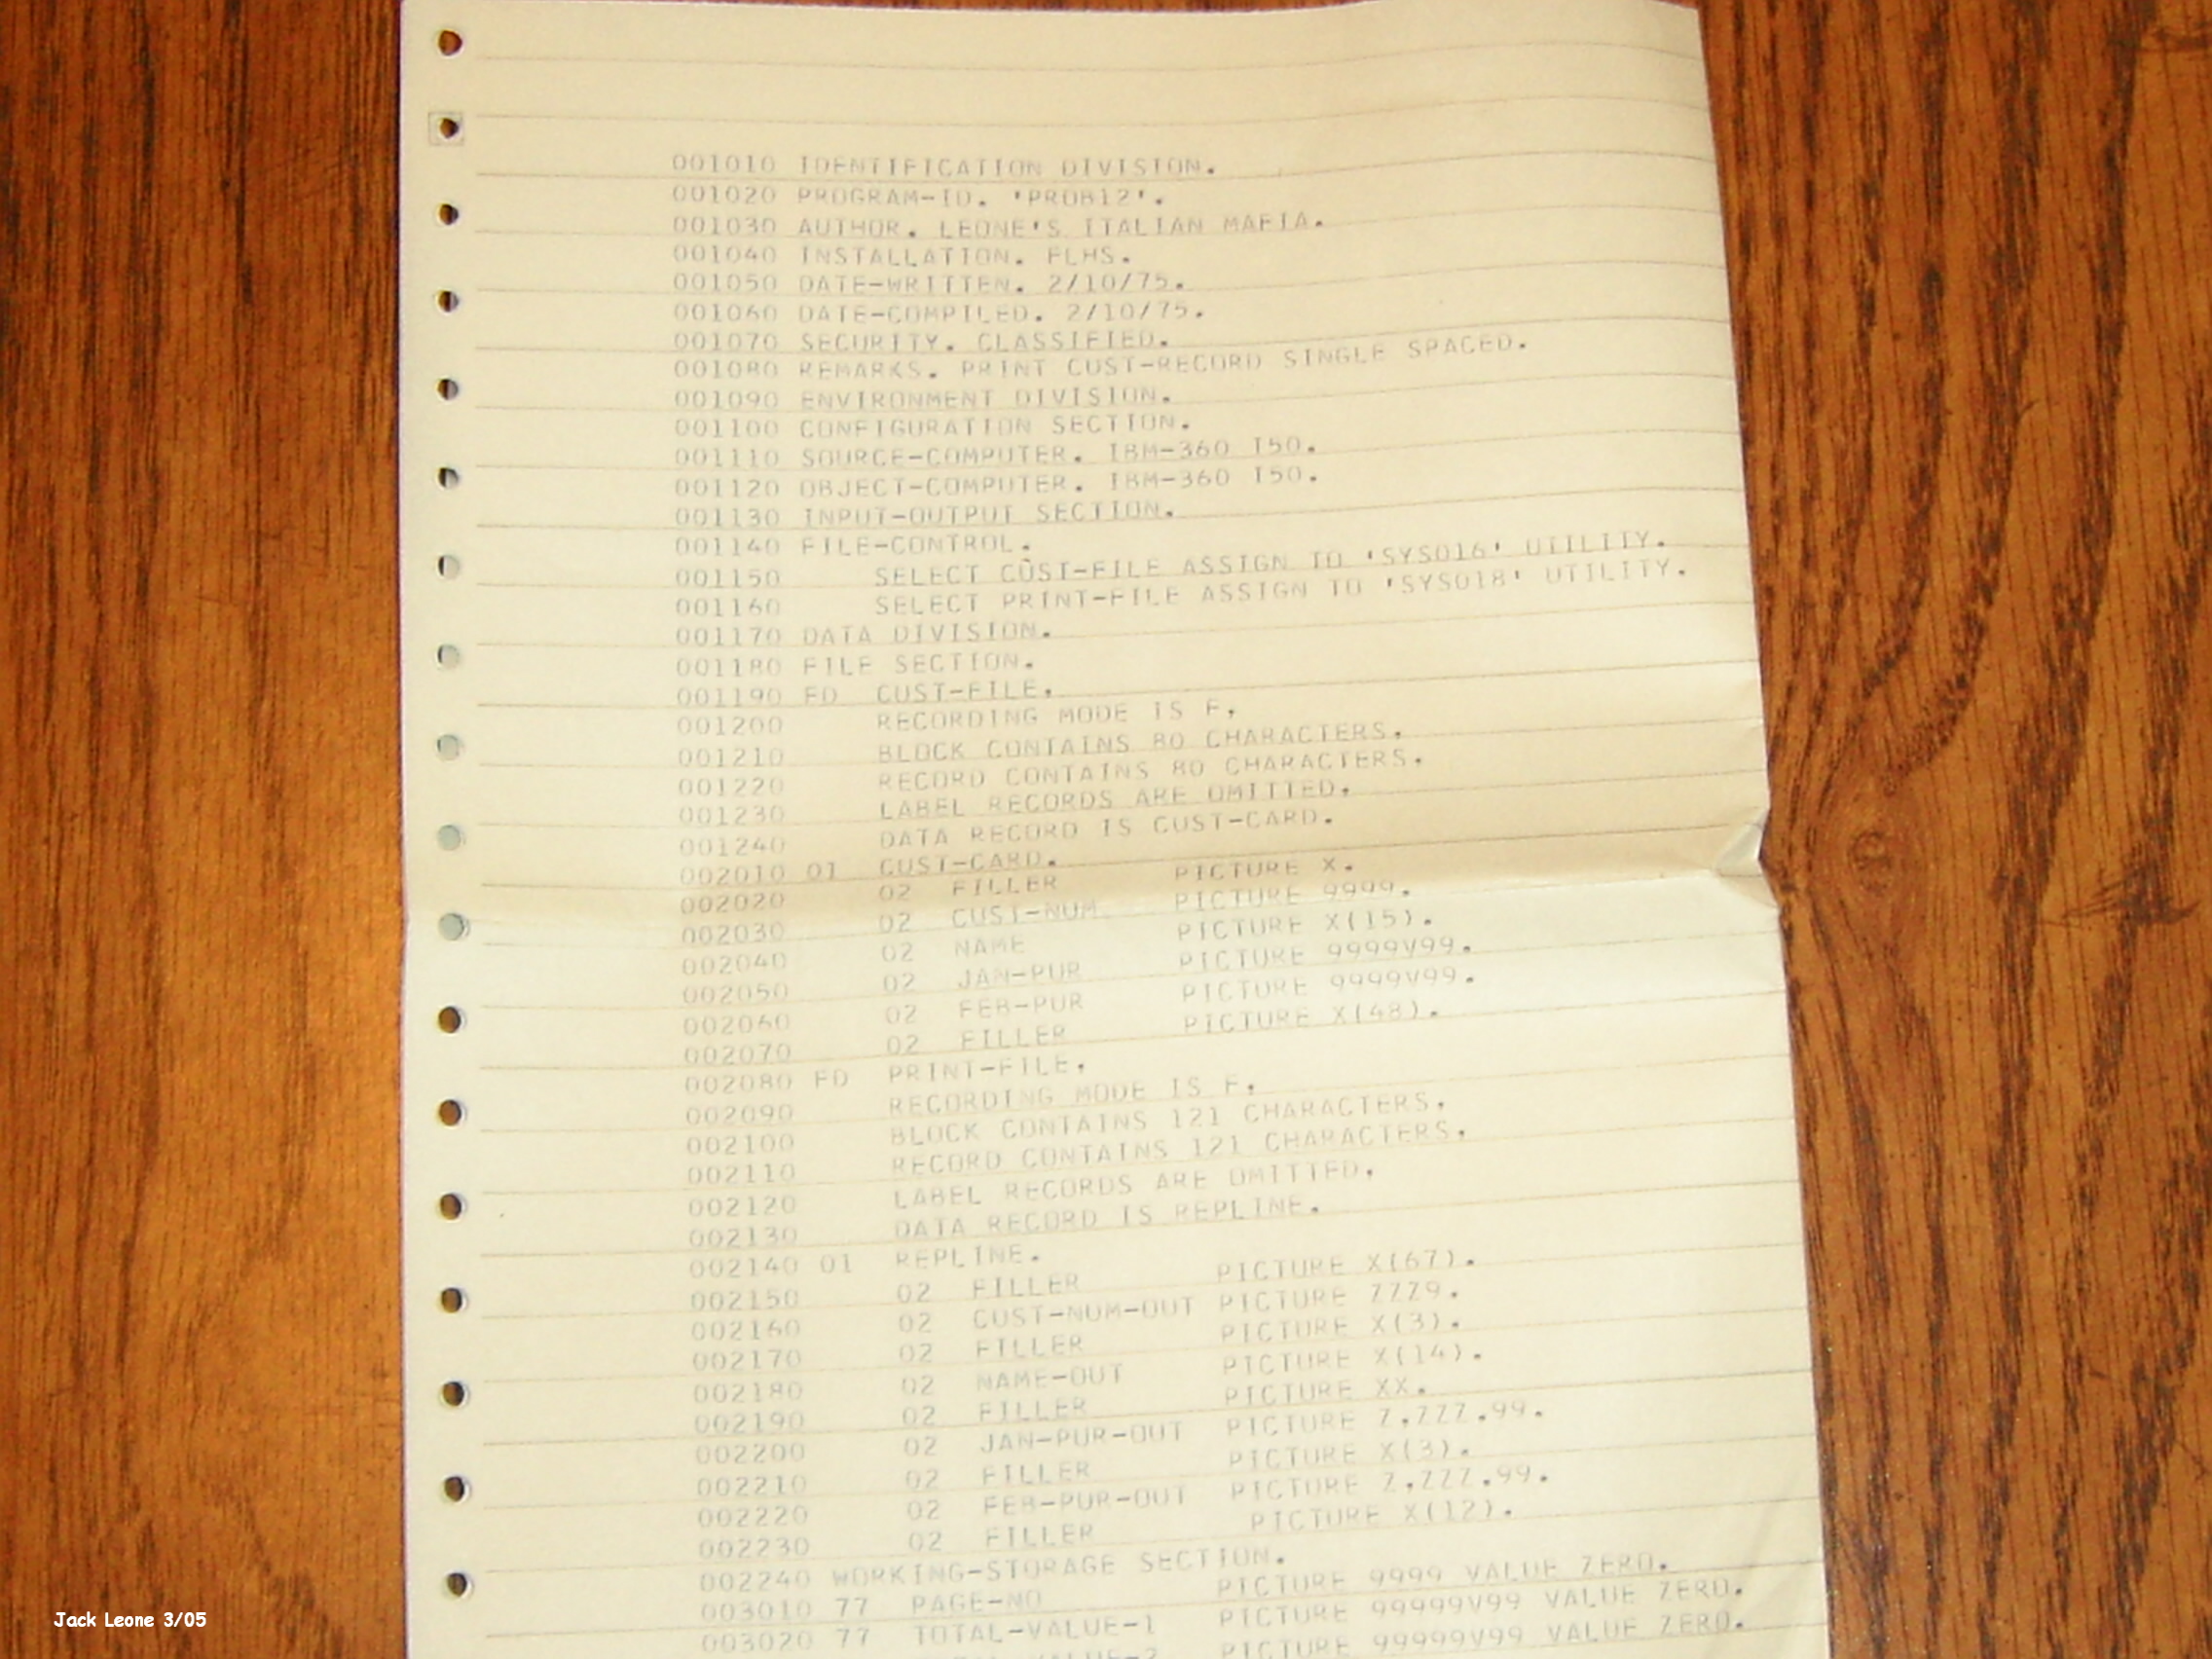 001010 IDENTIFICATION DIVISION.
001020 PROGRAM-ID. 'PROB12'.
001030 AUTHOR. LEONE'S ITALIAN MAFIA.
001040 INSTALLATION. FLHS.
001050 DATE-WRITTEN. 2/10/75.
001060 DATE-COMPILED. 2/10/75.
001070 SECURITY. CLASSIFIED.
001080 REMARKS. PRINT CUST-RECORD SINGLE SPACED.
001090 ENVIRONMENT DIVISION.
001100 CONFIGURATION SECTION.
001110 SOURCE-COMPUTER. IBM-360 I50.
001120 OBJECT-COMPUTER. IBM-360 I50.
001130 INPUT-OUTPUT SECTION.
001140 FILE-CONTROL.
001150 SELECT CUST-FILE ASSIGN TO 'SYS016' UTILITY.
001160 SELECT PRINT-FILE ASSIGN TO 'SYS018' UTILITY.
001170 DATA DIVISION.
001180 FILE SECTION.
001190 FD CUST-FILE,
001200 RECORDING MODE IS F,
001210 BLOCK CONTAINS 80 CHARACTERS,
001220 RECORD CONTAINS 80 CHARACTERS,
001230 LABEL RECORDS ARE OMITTED,
001240 DATA RECORD IS CUST-CARD.
002010 01 CUST-CARD.
002020 02 FILLER PICTURE X.
002030 02 CUST-NUM PICTURE 9999.
002040 02 NAME PICTURE X(15).
002050 02 JAN-PUR PICTURE 9999V99.
002060 02 FEB-PUR PICTURE 9999V99.
002070 02 FILLER PICTURE X(48).
002080 FD PRINT-FILE,
002090 RECORDING MODE IS F,
002100 BLOCK CONTAINS 121 CHARACTERS,
002110 RECORD CONTAINS 121 CHARACTERS,
002120 LABEL RECORDS ARE OMITTED,
002130 DATA RECORD IS REPLINE.
002140 01 REPLINE.
002150 02 FILLER PICTURE X(67).
002160 02 CUST-NUM-OUT PICTURE ZZZ9.
002170 02 FILLER PICTURE X(3).
002180 02 NAME-OUT PICTURE X(14).
002190 02 FILLER PICTURE XX.
002200 02 JAN-PUR-OUT PICTURE Z,ZZZ.99.
002210 02 FILLER PICTURE X(3).
002220 02 FEB-PUR-OUT PICTURE Z,ZZZ.99.
002230 02 FILLER PICTURE X(12).
002240 WORKING-STORAGE SECTION.
003010 77 PAGE-NO PICTURE 9999 VALUE ZERO.
003020 77 TOTAL-VALUE-1 PICTURE 99999V99 VALUE ZERO.
PICTURE 99999V99 VALUE ZERO.
Jack Leone 3/05